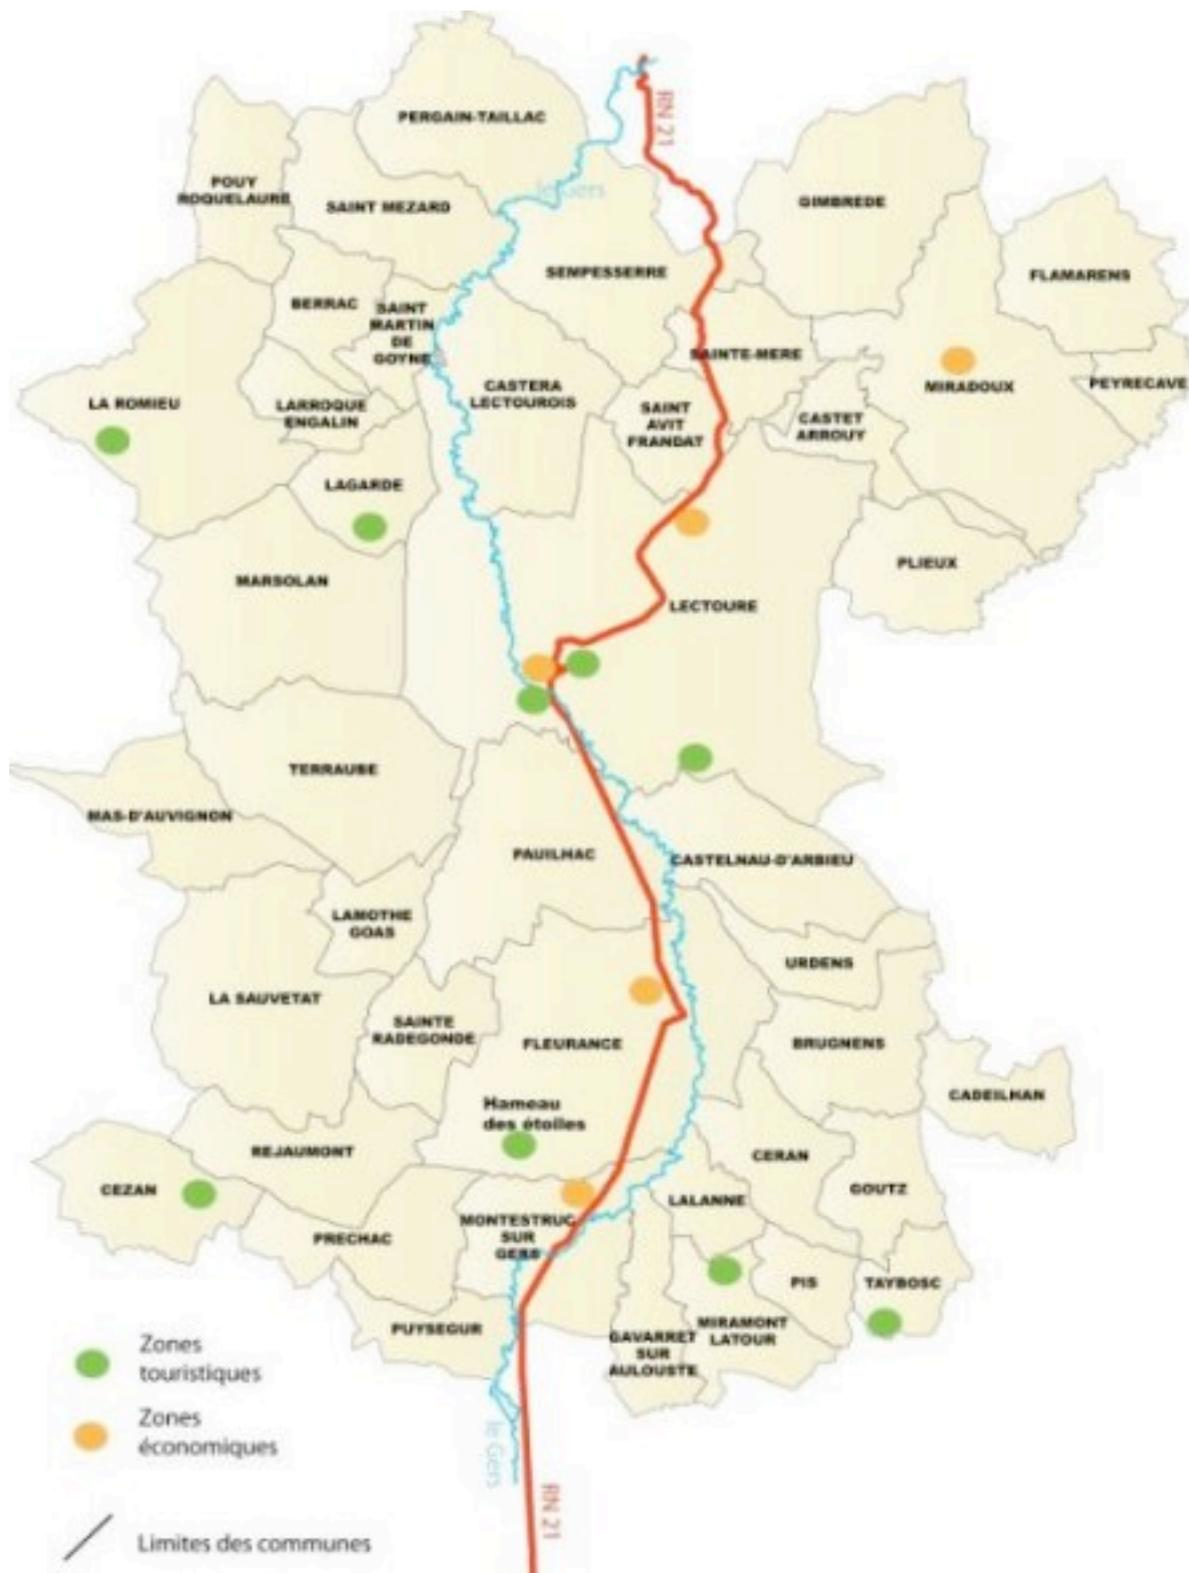 RN 21
PERGAIN-TAILLAC
POUY
ROQUELAURE
SAINT MEZARD
le Gers
GIMBREDE
SEMPESSERRE
FLAMARENS
BERRAC
SAINT
MARTIN
DE
GOYNE
SAINTE-MERE
MIRADOUX
PEYRECAVE
LA ROMIEU
LARROQUE
ENGALIN
CASTERA
LECTOUROIS
SAINT
AVIT
FRANDAT
CASTET
ARROUY
LAGARDE
MARSOLAN
PLIEUX
LECTOURE
TERRAUBE
MAS-D'AUVIGNON
PAUILHAC
CASTELNAU-D'ARBIEU
LAMOTHE
GOAS
URDENS
LA SAUVETAT
SAINTE
RADEGONDE
FLEURANCE
BRUGNENS
CADEILHAN
Hameau
des étoiles
REJAUMONT
CERAN
CEZAN
LALANNE
GOUTZ
PRECHAC
MONTESTRUC
SUR
GERS
PIS
TAYBOSC
PUYSEGUR
GAVARRET
SUR
AULOUSTE
MIRAMONT
LATOUR
Zones
touristiques
Zones
économiques
le Gers
RN 21
Limites des communes